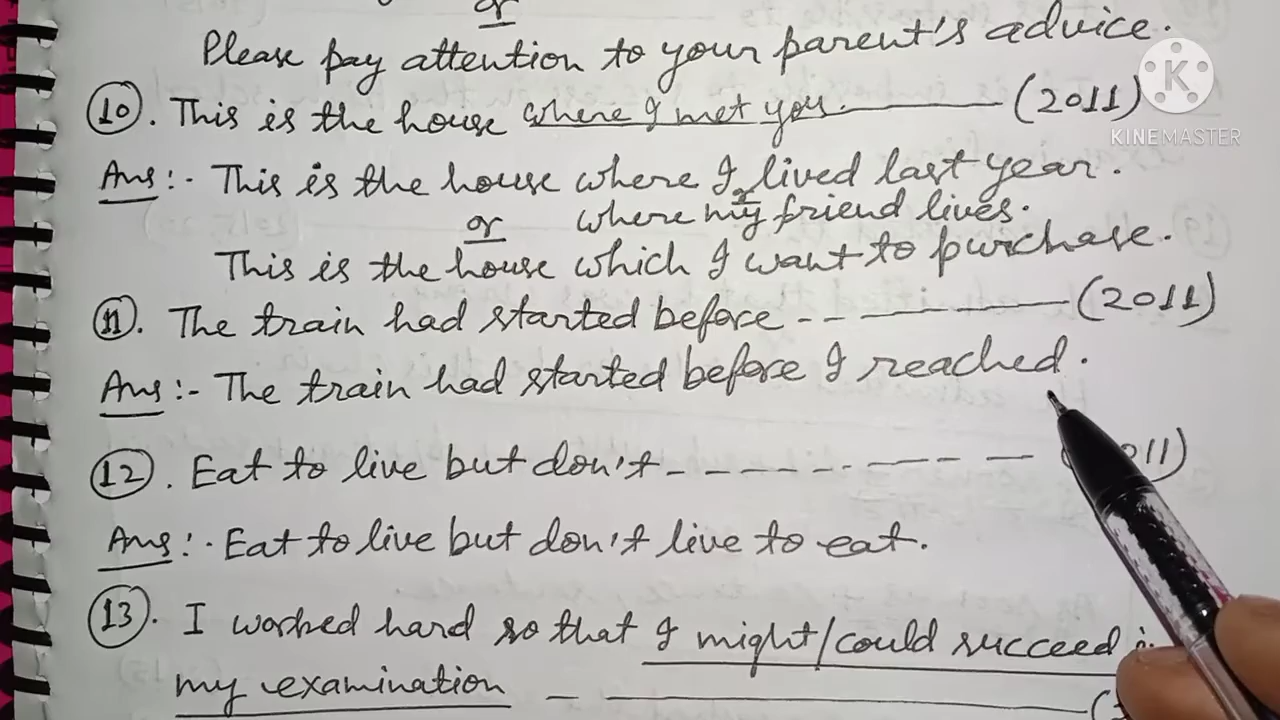 or
Please pay attention to your parent's advice.
(10). This is the house where I met you. (2011)
K
KINEMASTER
Ans:- This is the house where I lived last year.
or
where my friend lives.
or
This is the house which I want to purchase.
(11). The train had started before ------ (2011)
Ans:- The train had started before I reached.
(12). Eat to live but don't -------- 011)
Ans:- Eat to live but don't live to eat.
(13). I worked hard so that I might/could succeed
my examination — (